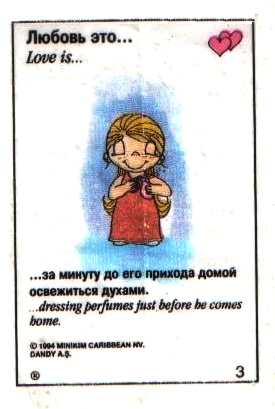 Любовь это...
Love is...
...за минуту до его прихода домой
освежиться духами.
...dressing perfumes just before he comes
home.
© 1994 MINIKIM CARIBBEAN NV.
DANDY A.Ş.
® 3